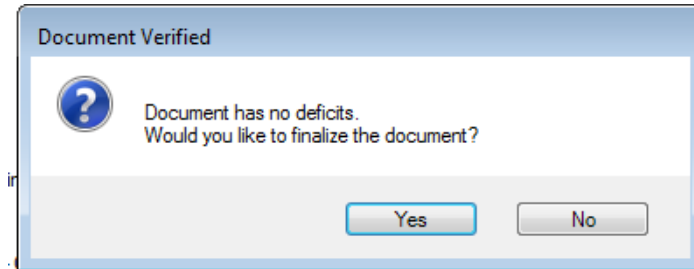 Document Verified
Document has no deficits.
Would you like to finalize the document?
Yes
No